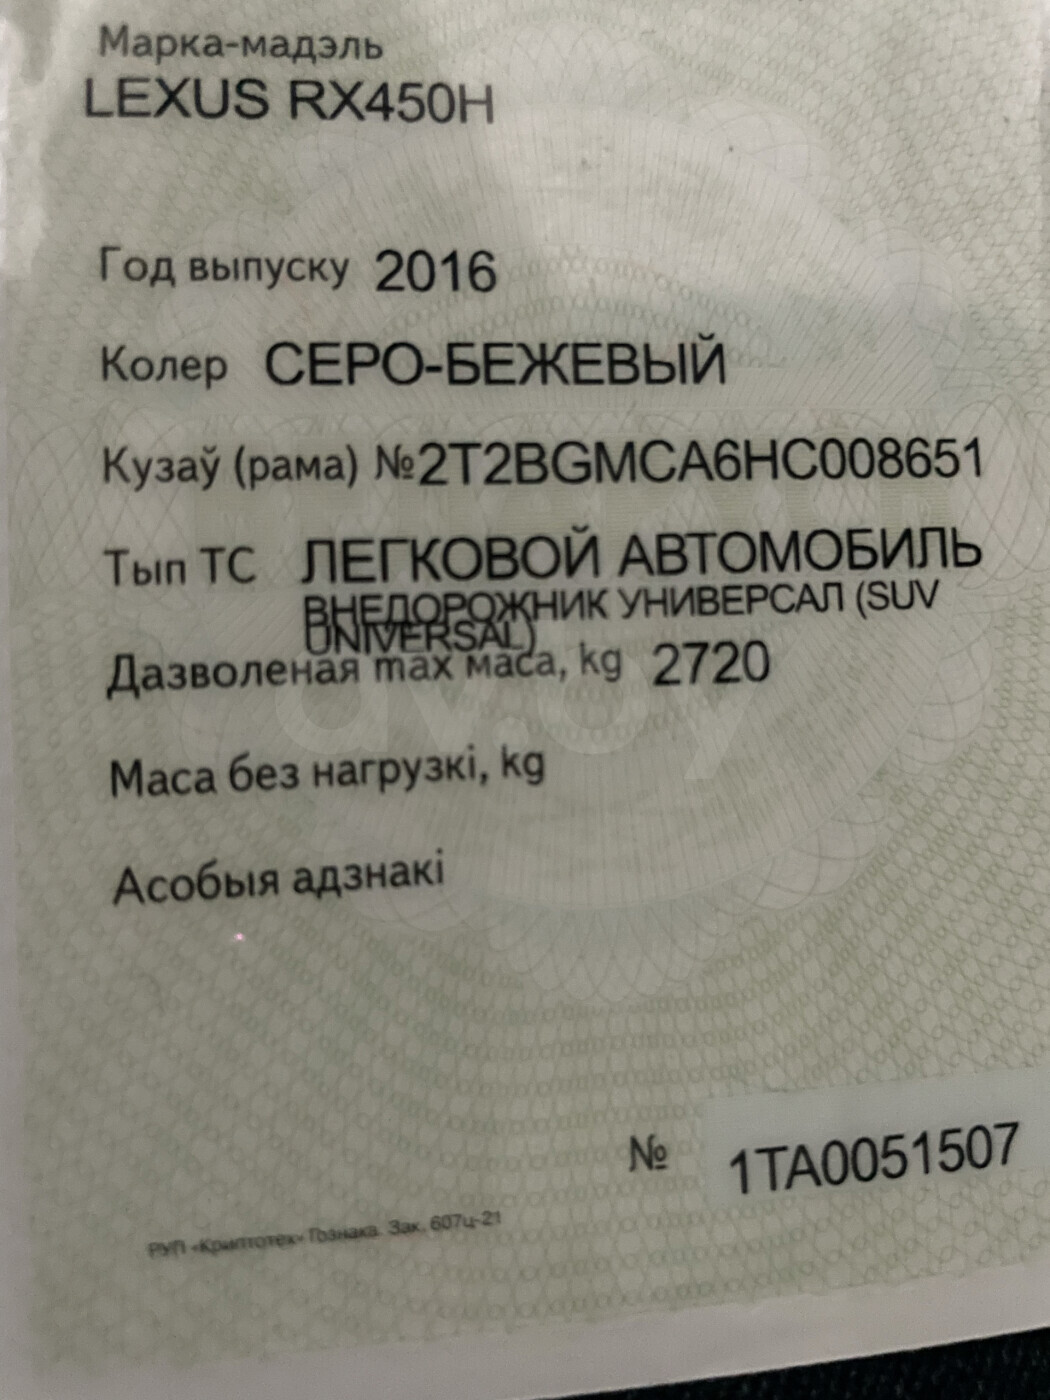 Марка-мадэль
LEXUS RX450H
Год выпуску 2016
Колер СЕРО-БЕЖЕВЫЙ
Кузаў (рама) №2T2BGMCA6HC008651
Тып ТС ЛЕГКОВОЙ АВТОМОБИЛЬ
ВНЕДОРОЖНИК УНИВЕРСАЛ (SUV
UNIVERSAL)
Дазволеная max маса, kg 2720
av.by
Маса без нагрузкі, kg
Асобыя адзнакі
№ 1TA0051507
РУП «Криптотех» Гознака. Зак. 607ц-21